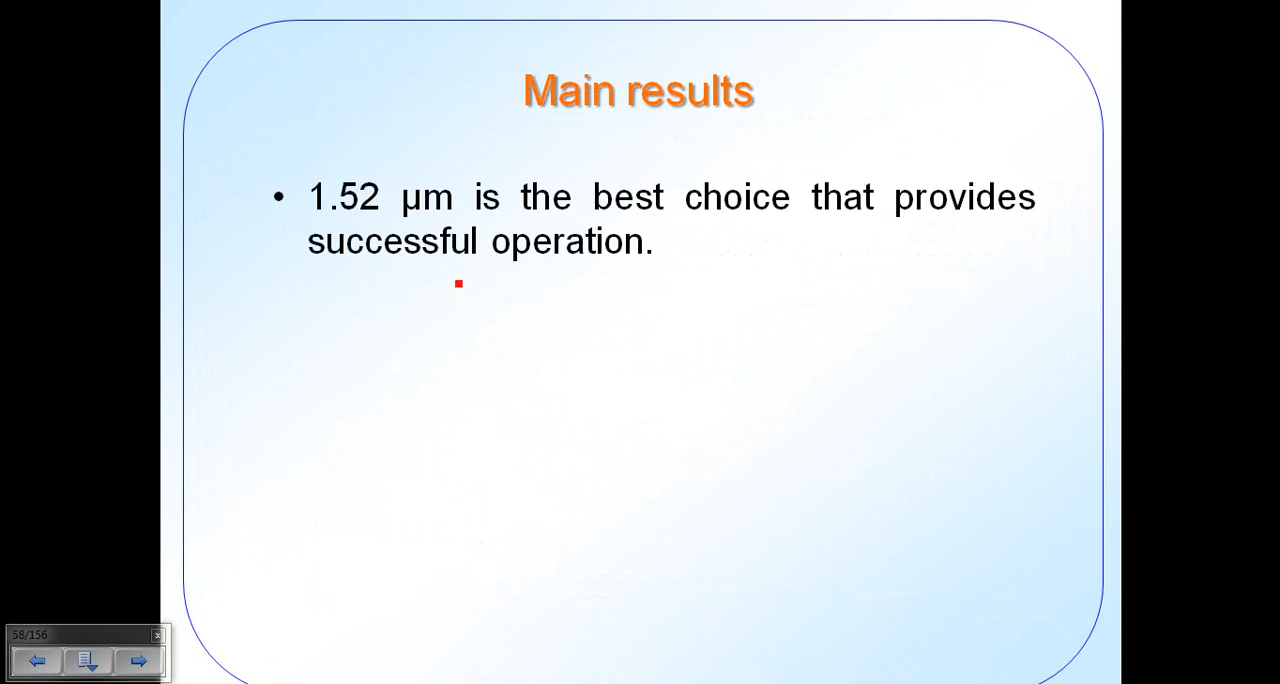 Main results
• 1.52 µm is the best choice that provides
successful operation.
58/156
x